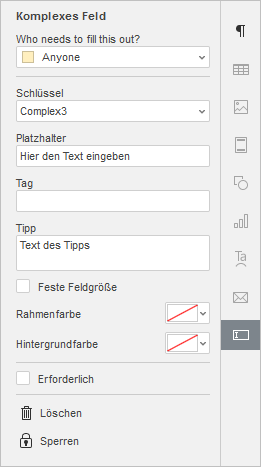 Komplexes Feld
Who needs to fill this out?
Anyone
Schlüssel
Complex3
Platzhalter
Hier den Text eingeben
Tag
Tipp
Text des Tipps
Feste Feldgröße
Rahmenfarbe
Hintergrundfarbe
Erforderlich
Löschen
Sperren
Ta